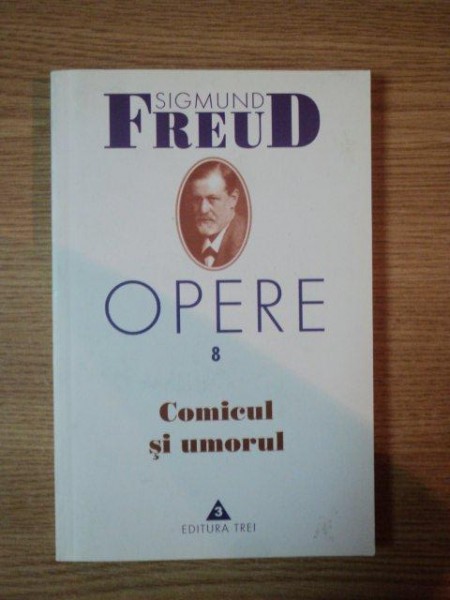 SIGMUND
FREUD
OPERE
8
Comicul
şi umorul
3
EDITURA TREI